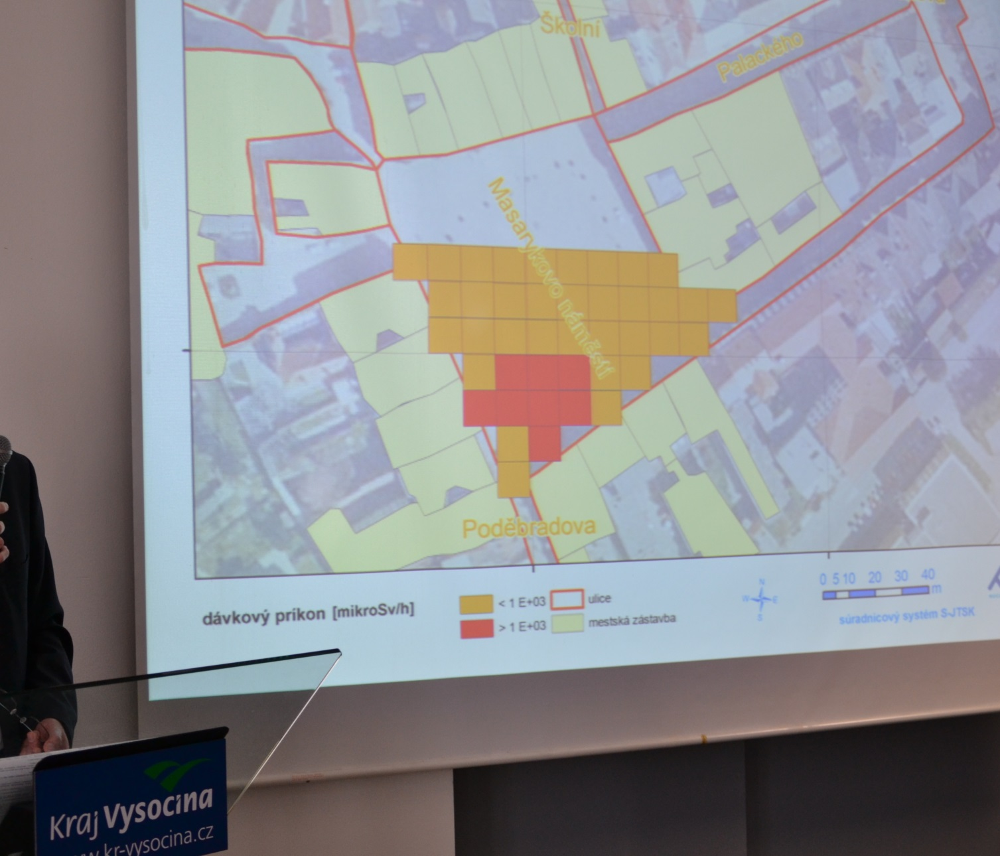 Školní
Palackého
Masarykovo náměstí
Poděbradova
dávkový príkon [mikroSv/h]
< 1 E+03
> 1 E+03
ulice
mestská zástavba
N
W
E
S
0 5 10 20 30 40
m
súradnicový systém S-JTSK
Kraj Vysocina
kr-vysocina.cz